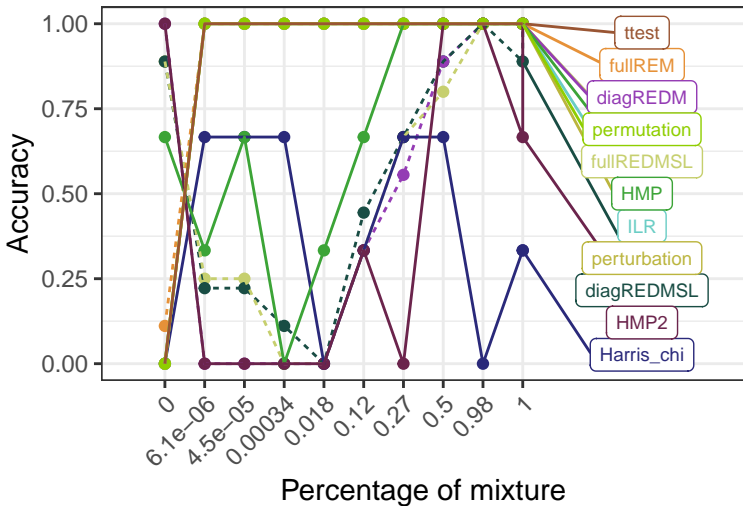 1.00
0.75
0.50
0.25
0.00
Accuracy
0
6.1e−06
4.5e−05
0.00034
0.018
0.12
0.27
0.5
0.98
1
Percentage of mixture
ttest
fullREM
diagREDM
permutation
fullREDMSL
HMP
ILR
perturbation
diagREDMSL
HMP2
Harris_chi